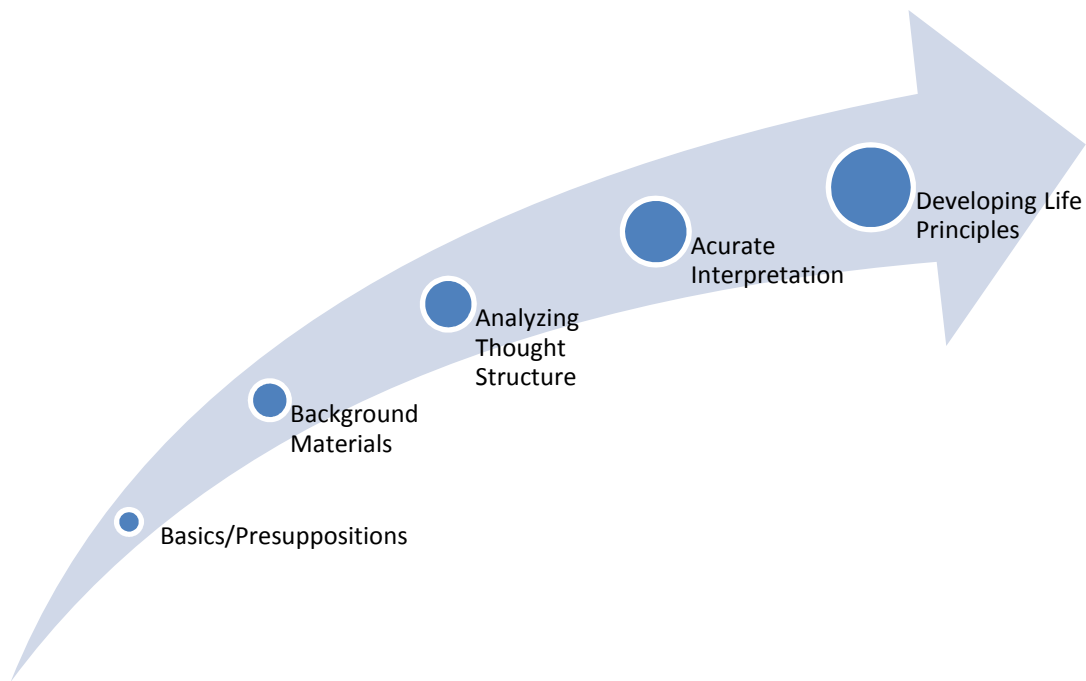 Developing Life
Principles
Acurate
Interpretation
Analyzing
Thought
Structure
Background
Materials
Basics/Presuppositions